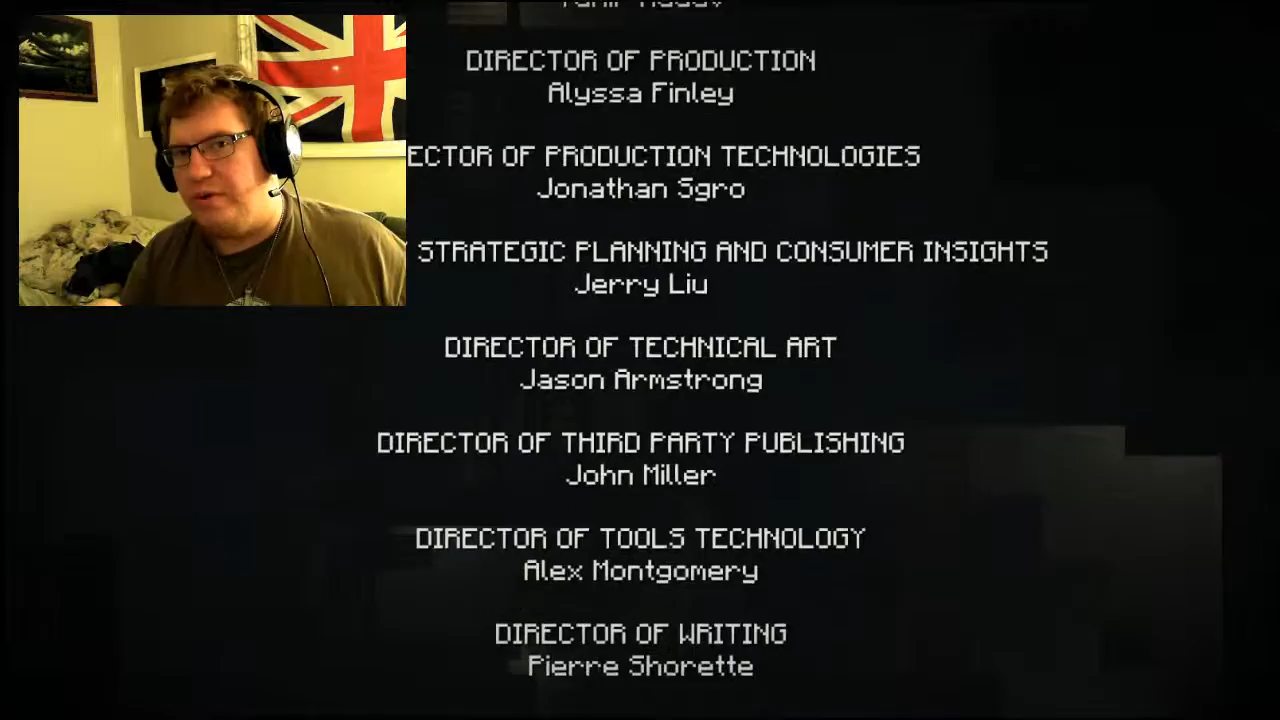 DIRECTOR OF PRODUCTION
Alyssa Finley
ECTOR OF PRODUCTION TECHNOLOGIES
Jonathan Sgro
STRATEGIC PLANNING AND CONSUMER INSIGHTS
Jerry Liu
DIRECTOR OF TECHNICAL ART
Jason Armstrong
DIRECTOR OF THIRD PARTY PUBLISHING
John Miller
DIRECTOR OF TOOLS TECHNOLOGY
Alex Montgomery
DIRECTOR OF WRITING
Pierre Shorette